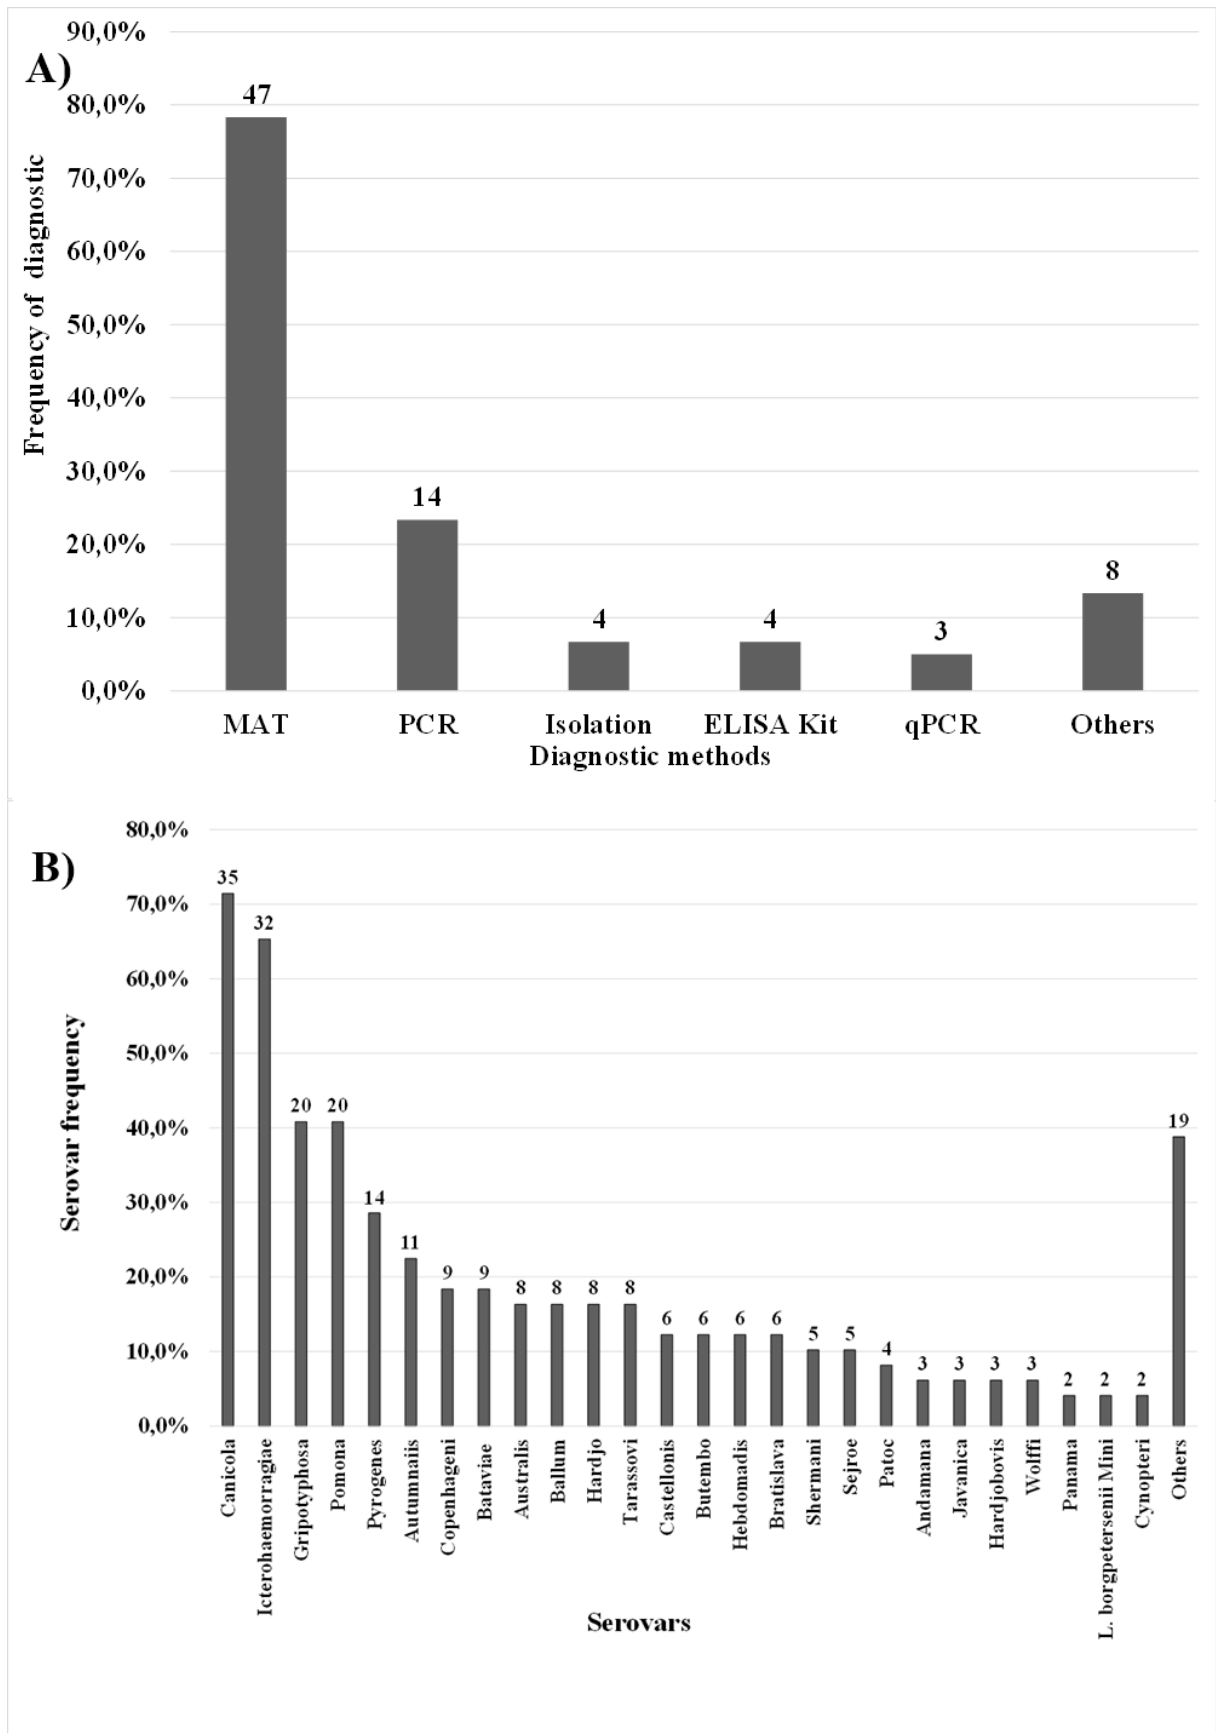 A)
Frequency of diagnostic
90,0%
80,0%
70,0%
60,0%
50,0%
40,0%
30,0%
20,0%
10,0%
0,0%
47
14
4
4
3
8
MAT PCR Isolation ELISA Kit qPCR Others
Diagnostic methods
B)
Serovar frequency
80,0%
70,0%
60,0%
50,0%
40,0%
30,0%
20,0%
10,0%
0,0%
35
32
20
20
14
11
9
9
8
8
8
8
6
6
6
6
5
5
4
3
3
3
3
2
2
2
19
Canicola
Icterohaemorragiae
Gripotyphosa
Pomona
Pyrogenes
Autumnaiis
Copenhageni
Bataviae
Australis
Ballum
Hardjo
Tarassovi
Castellonis
Butembo
Hebdomadis
Bratislava
Shermani
Sejroe
Patoc
Andamana
Javanica
Hardjobovis
Wolffi
Panama
L. borgpetersenii Mini
Cynopteri
Others
Serovars